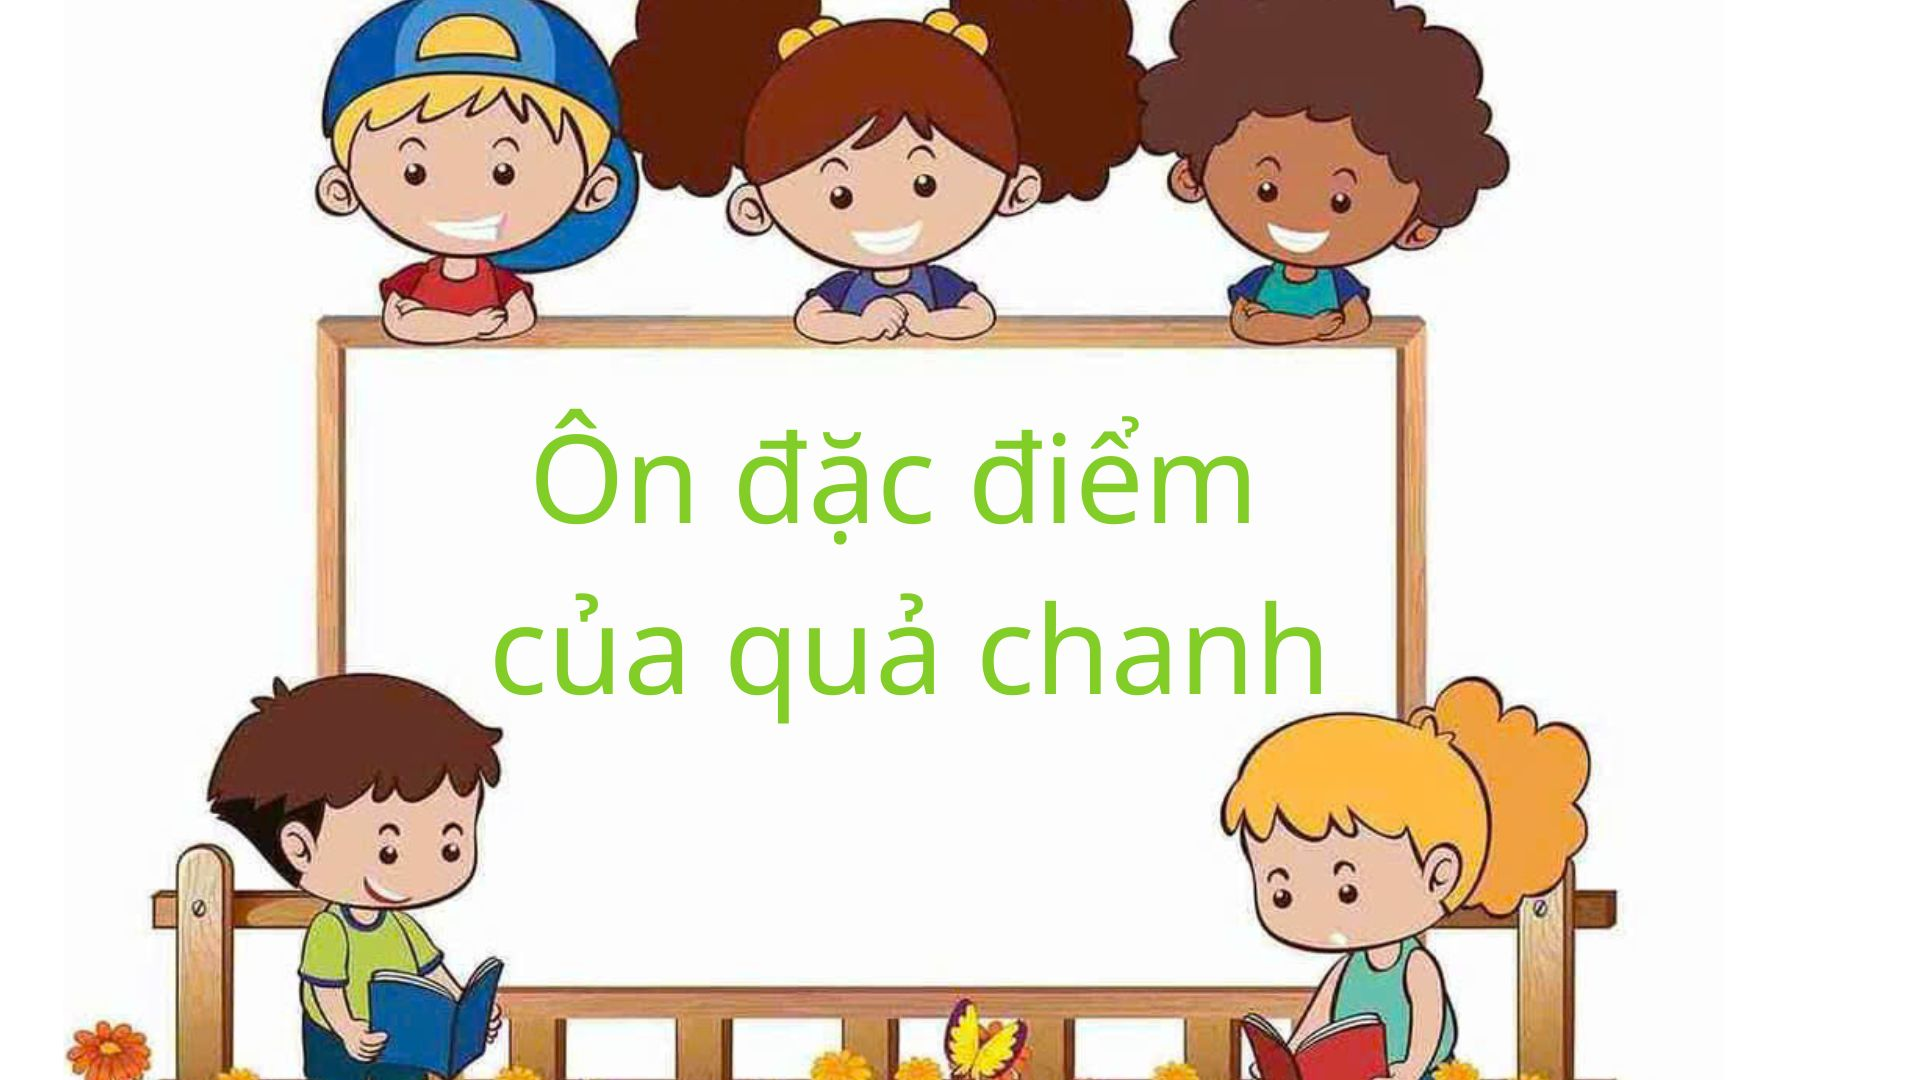 Ôn đặc điểm
của quả chanh